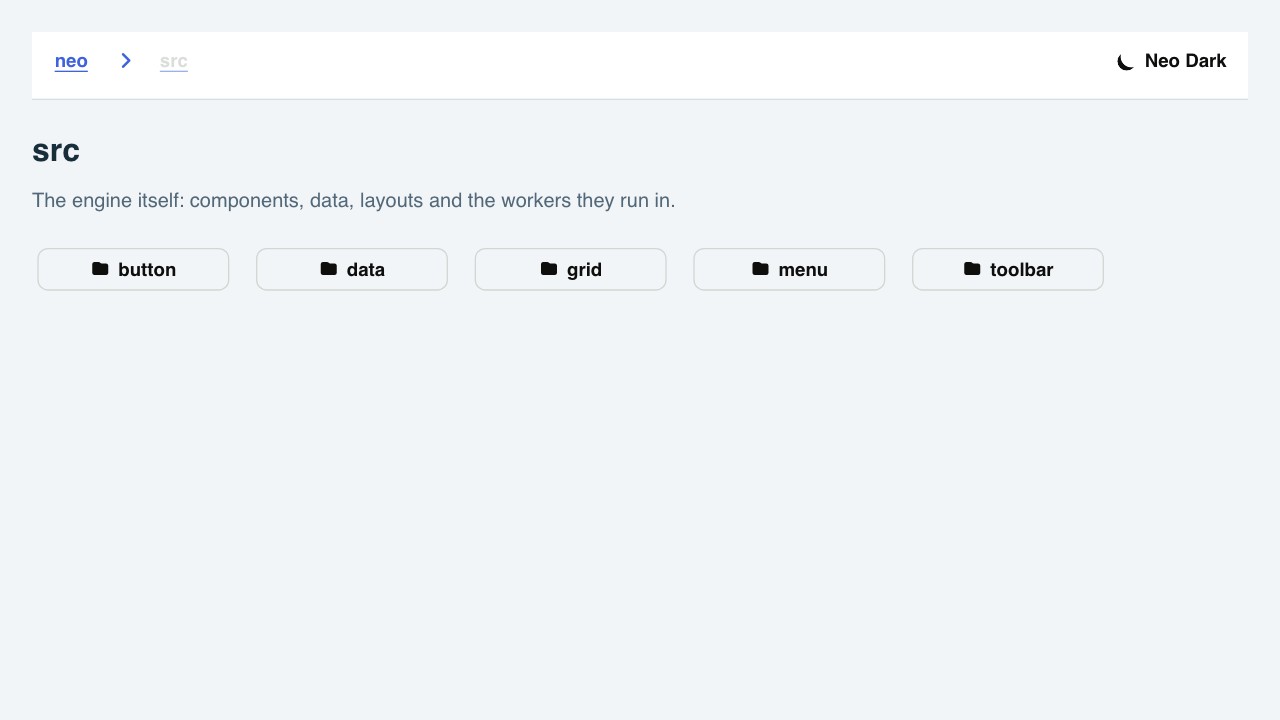 neo > src Neo Dark
src
The engine itself: components, data, layouts and the workers they run in.
button data grid menu toolbar